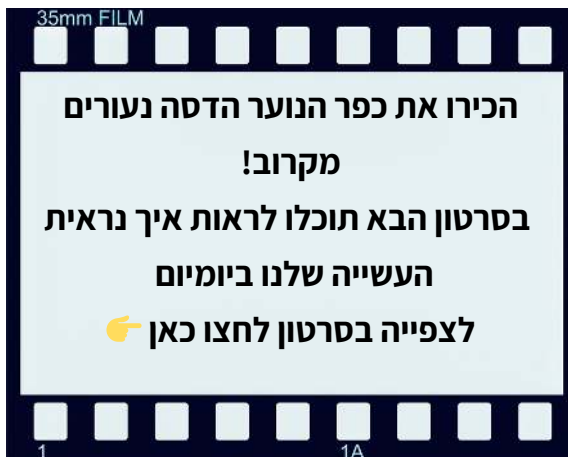 35mm FILM
הכירו את כפר הנוער הדסה נעורים
מקרוב!
בסרטון הבא תוכלו לראות איך נראית
העשייה שלנו ביומיום
לצפייה בסרטון לחצו כאן 👉
1 1A